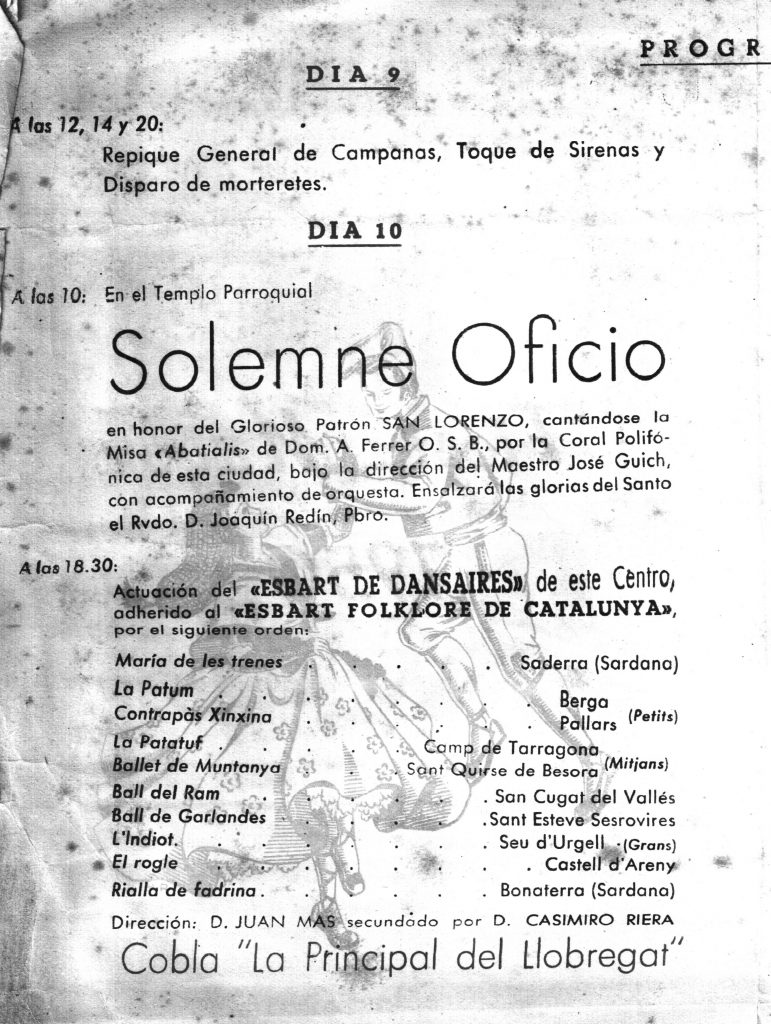 PROGR
DIA 9
A las 12, 14 y 20:
Repique General de Campanas, Toque de Sirenas y
Disparo de morteretes.
DIA 10
A las 10: En el Templo Parroquial
Solemne Oficio
en honor del Glorioso Patrón SAN LORENZO, cantándose la
Misa «Abatialis» de Dom. A. Ferrer O. S. B., por la Coral Polifó-
nica de esta ciudad, bajo la dirección del Maestro José Guich,
con acompañamiento de orquesta. Ensalzará las glorias del Santo
el Rvdo. D. Joaquín Redín, Pbro.
A las 18.30:
Actuación del «ESBART DE DANSAIRES» de este Centro,
adherido al «ESBART FOLKLORE DE CATALUNYA»,
por el siguiente orden:
María de les trenes . . . . . Saderra (Sardana)
La Patum . . . . . . . Berga
Contrapàs Xinxina . . . . . . Pallars (Petits)
La Patatuf . . . . . Camp de Tarragona
Ballet de Muntanya . . . . Sant Quirse de Besora (Mitjans)
Ball del Ram . . . . . . San Cugat del Vallés
Ball de Garlandes . . . . . . Sant Esteve Sesrovires
L'Indiot. . . . . . . Seu d'Urgell (Grans)
El rogle . . . . . . . Castell d'Areny
Rialla de fadrina . . . . . . Bonaterra (Sardana)
Dirección: D. JUAN MAS secundado por D. CASIMIRO RIERA
Cobla "La Principal del Llobregat"